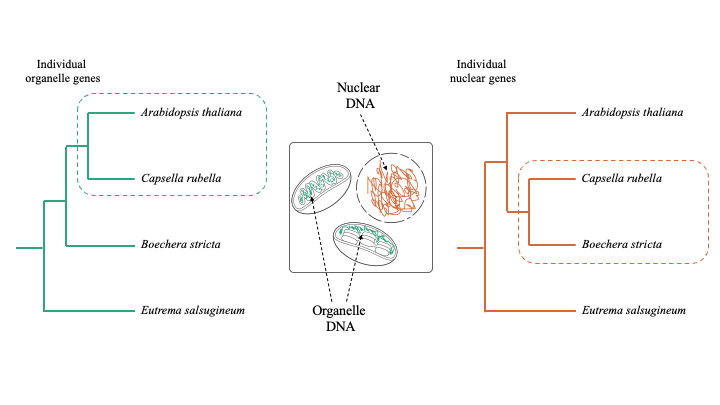 Individual
organelle genes
Arabidopsis thaliana
Capsella rubella
Boechera stricta
Eutrema salsugineum
Nuclear
DNA
Organelle
DNA
Individual
nuclear genes
Arabidopsis thaliana
Capsella rubella
Boechera stricta
Eutrema salsugineum